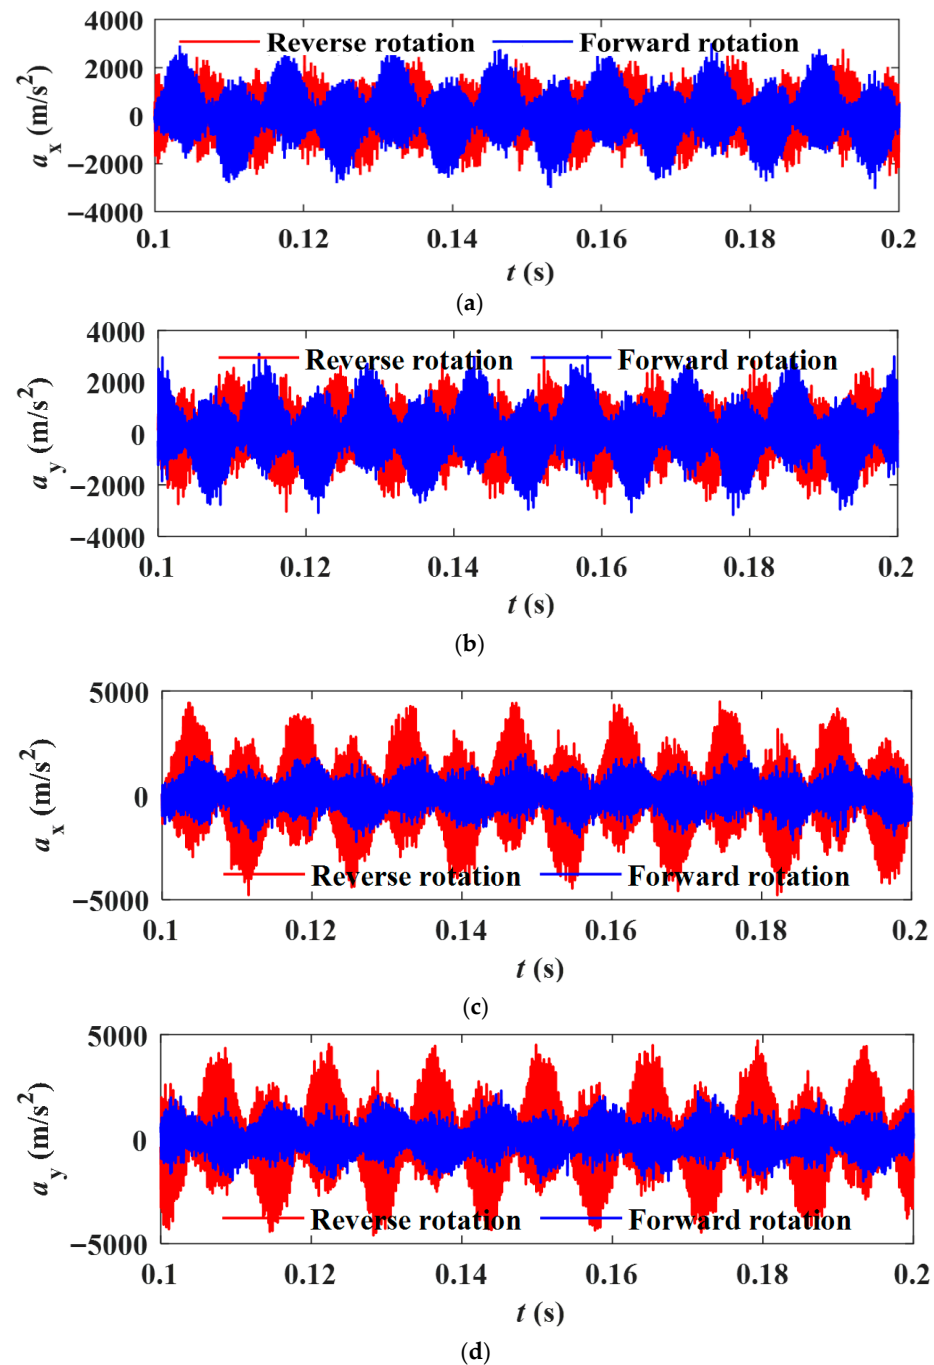 4000
Reverse rotation Forward rotation
2000
0
−2000
−4000
a_x (m/s²)
0.1 0.12 0.14 0.16 0.18 0.2
t (s)
(a)
4000
Reverse rotation Forward rotation
2000
0
−2000
−4000
a_y (m/s²)
0.1 0.12 0.14 0.16 0.18 0.2
t (s)
(b)
5000
0
a_x (m/s²)
Reverse rotation Forward rotation
−5000
0.1 0.12 0.14 0.16 0.18 0.2
t (s)
(c)
5000
0
a_y (m/s²)
Reverse rotation Forward rotation
−5000
0.1 0.12 0.14 0.16 0.18 0.2
t (s)
(d)